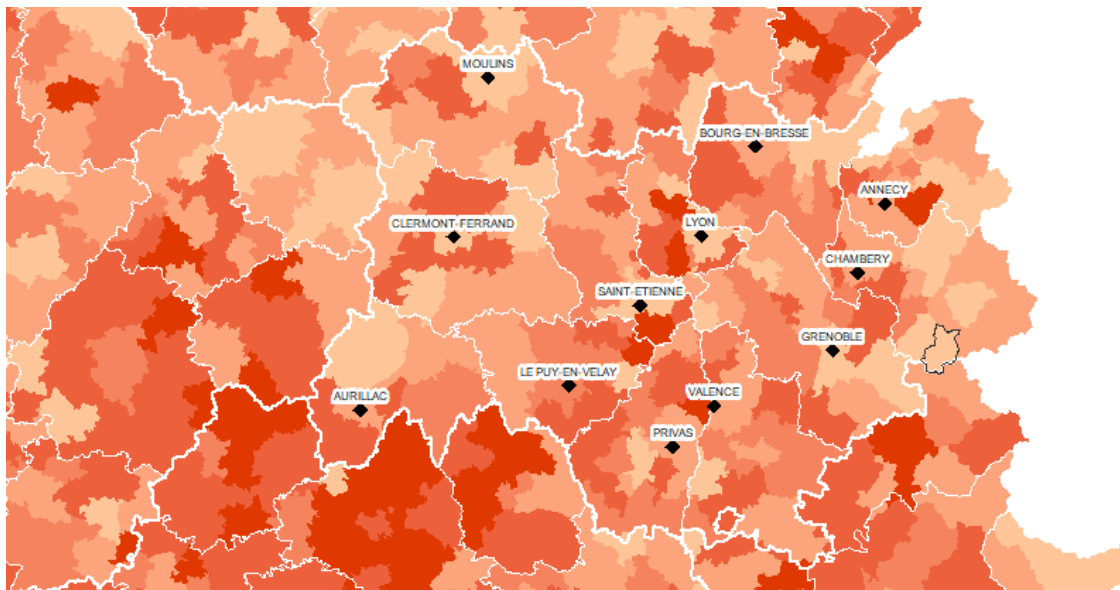 MOULINS
BOURG-EN-BRESSE
ANNECY
CLERMONT-FERRAND
LYON
CHAMBERY
SAINT-ETIENNE
GRENOBLE
LE PUY-EN-VELAY
AURILLAC
VALENCE
PRIVAS